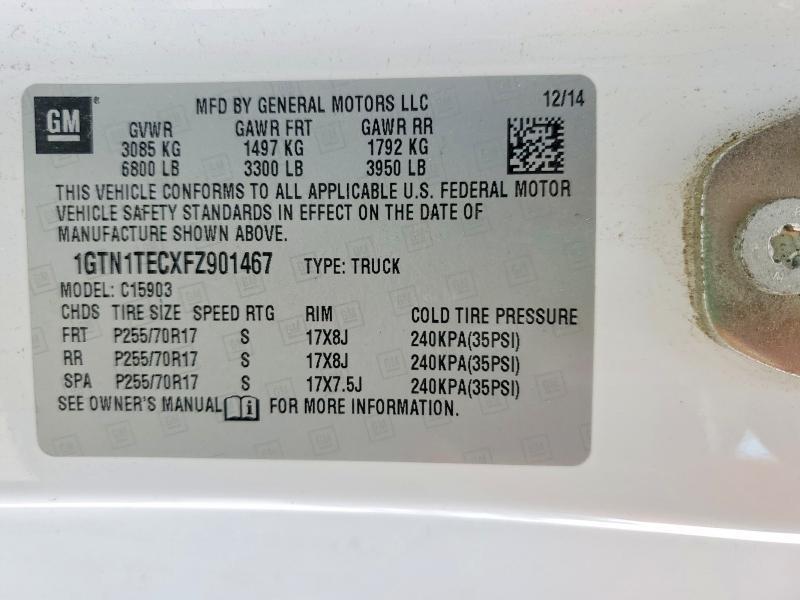 GM
MFD BY GENERAL MOTORS LLC 12/14
GVWR GAWR FRT GAWR RR
3085 KG 1497 KG 1792 KG
6800 LB 3300 LB 3950 LB
THIS VEHICLE CONFORMS TO ALL APPLICABLE U.S. FEDERAL MOTOR
VEHICLE SAFETY STANDARDS IN EFFECT ON THE DATE OF
MANUFACTURE SHOWN ABOVE.
1GTN1TECXFZ901467 TYPE: TRUCK
MODEL: C15903
CHDS TIRE SIZE SPEED RTG RIM COLD TIRE PRESSURE
FRT P255/70R17 S 17X8J 240KPA(35PSI)
RR P255/70R17 S 17X8J 240KPA(35PSI)
SPA P255/70R17 S 17X7.5J 240KPA(35PSI)
SEE OWNER'S MANUAL FOR MORE INFORMATION.